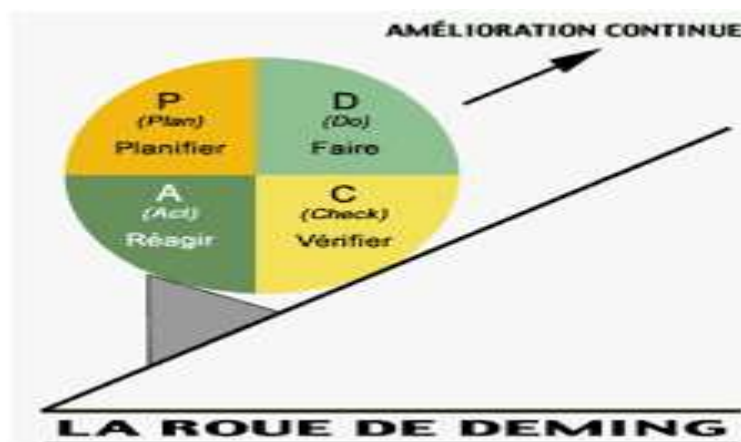 AMÉLIORATION CONTINUE
P
(Plan)
Planifier
D
(Do)
Faire
A
(Act)
Réagir
C
(Check)
Vérifier
LA ROUE DE DEMING